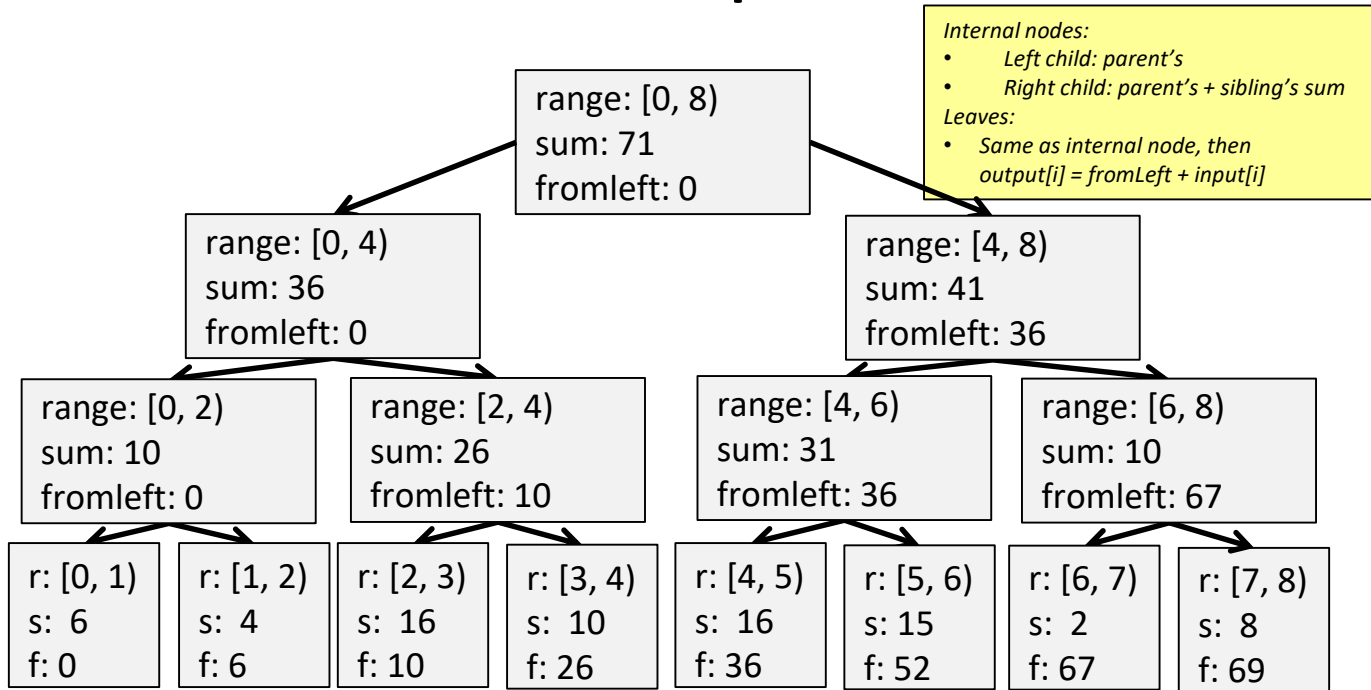 Internal nodes:
• Left child: parent's
• Right child: parent's + sibling's sum
Leaves:
• Same as internal node, then
output[i] = fromLeft + input[i]
range: [0, 8)
sum: 71
fromleft: 0
range: [0, 4)
sum: 36
fromleft: 0
range: [4, 8)
sum: 41
fromleft: 36
range: [0, 2)
sum: 10
fromleft: 0
range: [2, 4)
sum: 26
fromleft: 10
range: [4, 6)
sum: 31
fromleft: 36
range: [6, 8)
sum: 10
fromleft: 67
r: [0, 1)
s: 6
f: 0
r: [1, 2)
s: 4
f: 6
r: [2, 3)
s: 16
f: 10
r: [3, 4)
s: 10
f: 26
r: [4, 5)
s: 16
f: 36
r: [5, 6)
s: 15
f: 52
r: [6, 7)
s: 2
f: 67
r: [7, 8)
s: 8
f: 69